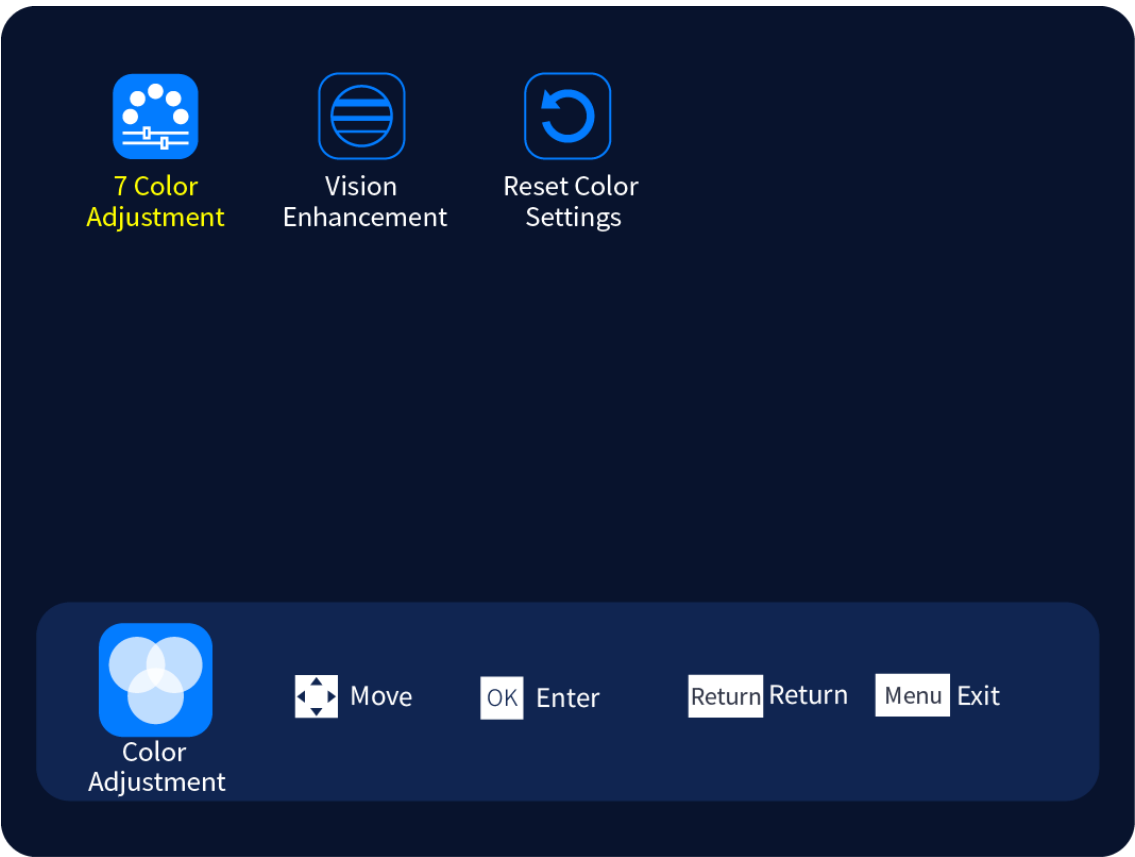 7 Color
Adjustment
Vision
Enhancement
Reset Color
Settings
Color
Adjustment
Move
OK Enter
Return Return
Menu Exit